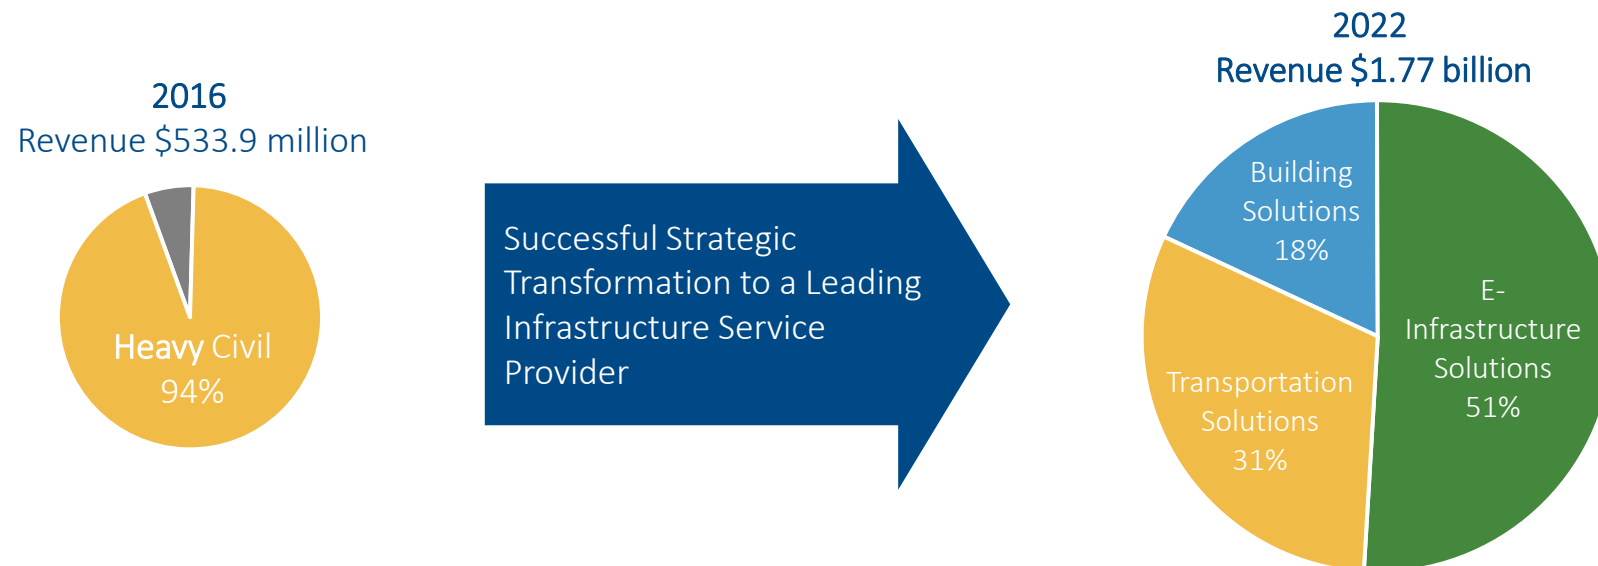 2016
Revenue $533.9 million
Heavy Civil
94%
Successful Strategic
Transformation to a Leading
Infrastructure Service
Provider
2022
Revenue $1.77 billion
Building
Solutions
18%
E-
Infrastructure
Solutions
51%
Transportation
Solutions
31%